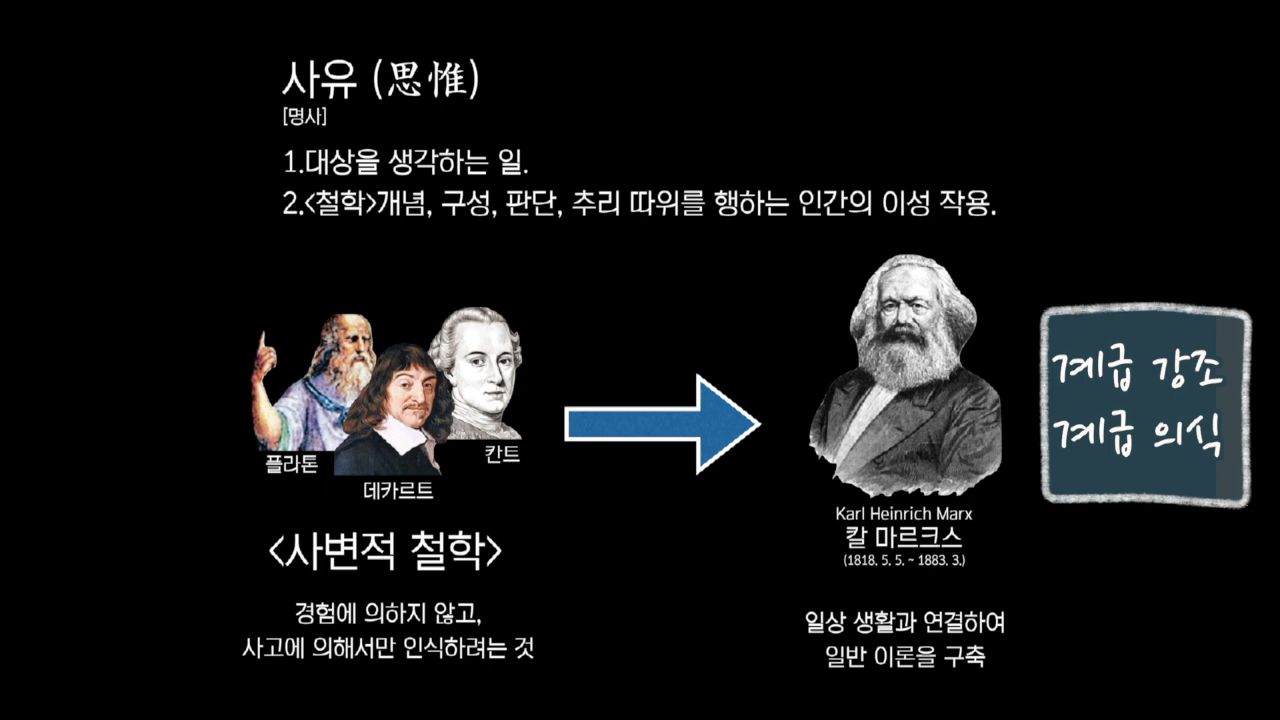 사유 (思惟)
[명사]
1.대상을 생각하는 일.
2.<철학>개념, 구성, 판단, 추리 따위를 행하는 인간의 이성 작용.
플라톤
데카르트
칸트
<사변적 철학>
경험에 의하지 않고,
사고에 의해서만 인식하려는 것
Karl Heinrich Marx
칼 마르크스
(1818. 5. 5. ~ 1883. 3.)
일상 생활과 연결하여
일반 이론을 구축
계급 강조
계급 의식